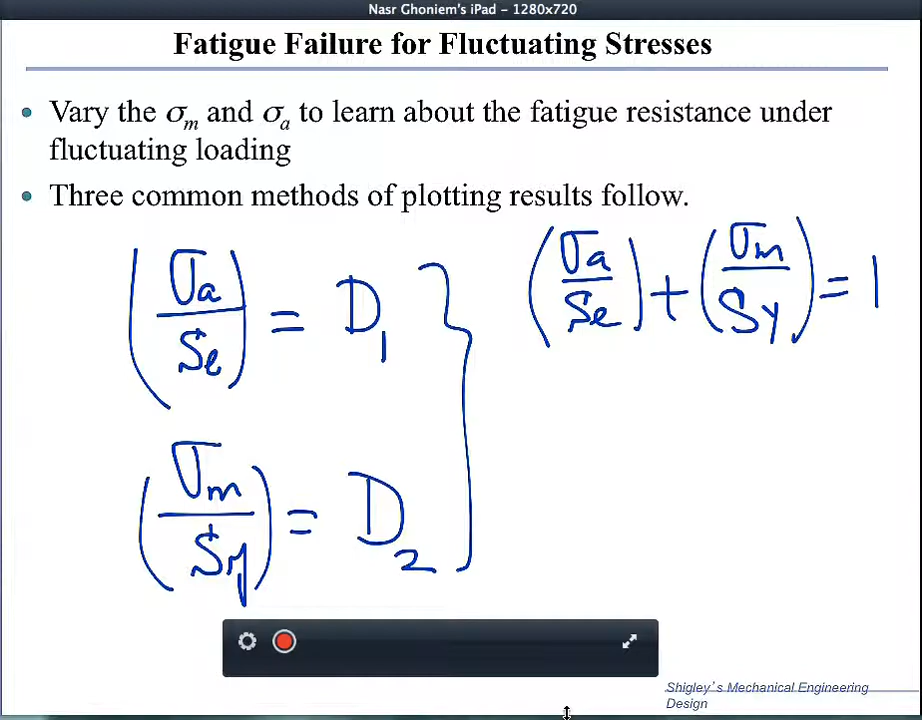 Nasr Ghoniem's iPad – 1280x720
Fatigue Failure for Fluctuating Stresses
• Vary the σm and σa to learn about the fatigue resistance under
fluctuating loading
• Three common methods of plotting results follow.
(σa/Se) = D1
(σa/Se) + (σm/Sy) = 1
(σm/Sy) = D2
Shigley's Mechanical Engineering
Design